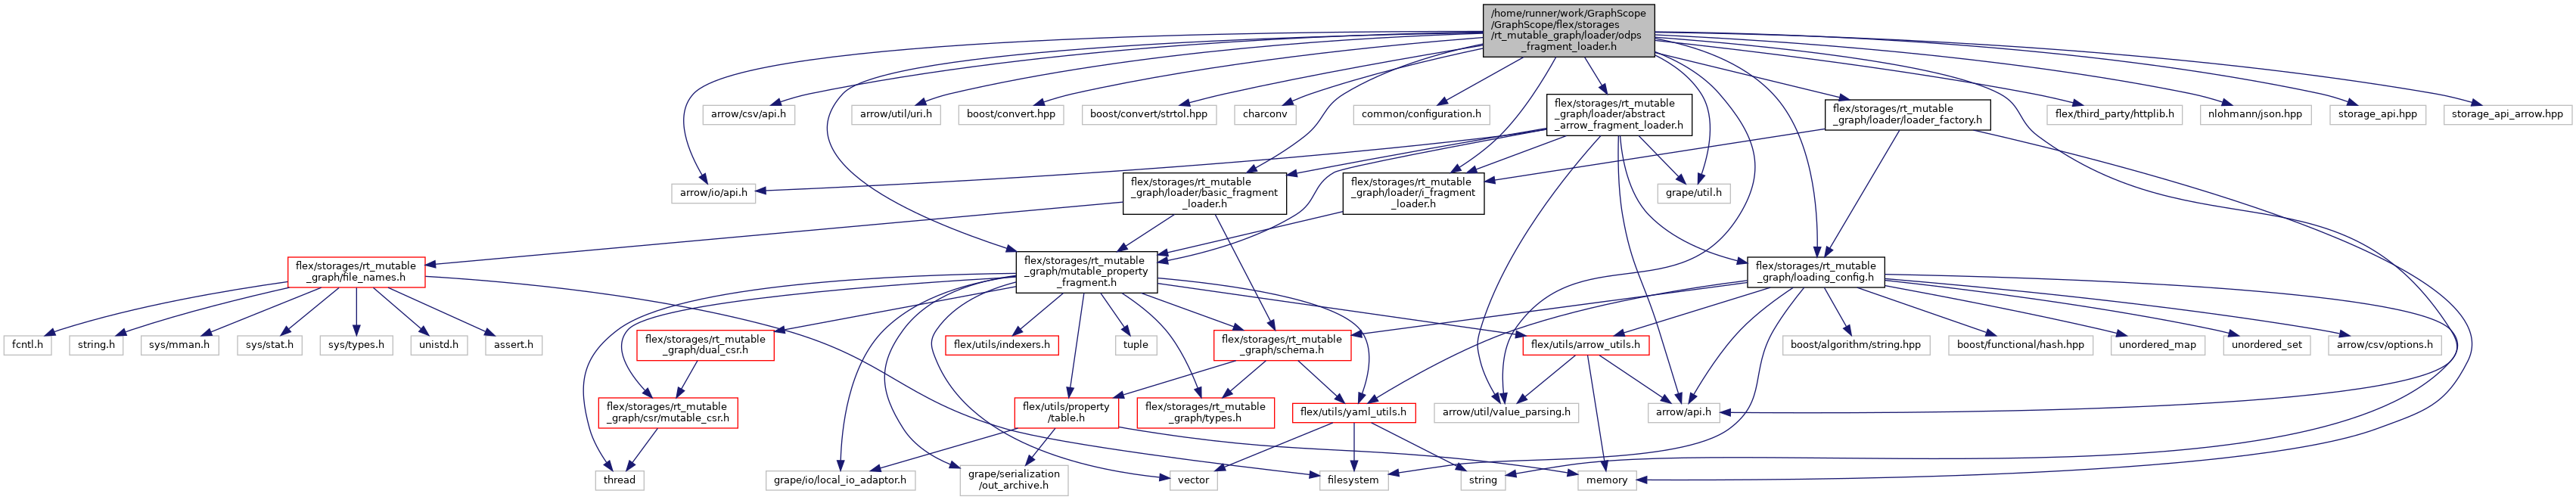 /home/runner/work/GraphScope
/GraphScope/flex/storages
/rt_mutable_graph/loader/odps
_fragment_loader.h
arrow/csv/api.h
arrow/util/uri.h
boost/convert.hpp
boost/convert/strtol.hpp
charconv
common/configuration.h
flex/storages/rt_mutable
_graph/loader/abstract
_arrow_fragment_loader.h
flex/storages/rt_mutable
_graph/loader/loader_factory.h
flex/third_party/httplib.h
nlohmann/json.hpp
storage_api.hpp
storage_api_arrow.hpp
arrow/io/api.h
flex/storages/rt_mutable
_graph/loader/basic_fragment
_loader.h
flex/storages/rt_mutable
_graph/loader/i_fragment
_loader.h
grape/util.h
flex/storages/rt_mutable
_graph/file_names.h
flex/storages/rt_mutable
_graph/mutable_property
_fragment.h
flex/storages/rt_mutable
_graph/loading_config.h
fcntl.h
string.h
sys/mman.h
sys/stat.h
sys/types.h
unistd.h
assert.h
flex/storages/rt_mutable
_graph/dual_csr.h
flex/utils/indexers.h
tuple
flex/storages/rt_mutable
_graph/schema.h
flex/utils/arrow_utils.h
boost/algorithm/string.hpp
boost/functional/hash.hpp
unordered_map
unordered_set
arrow/csv/options.h
flex/storages/rt_mutable
_graph/csr/mutable_csr.h
flex/utils/property
/table.h
flex/storages/rt_mutable
_graph/types.h
flex/utils/yaml_utils.h
arrow/util/value_parsing.h
arrow/api.h
thread
grape/io/local_io_adaptor.h
grape/serialization
/out_archive.h
vector
filesystem
string
memory